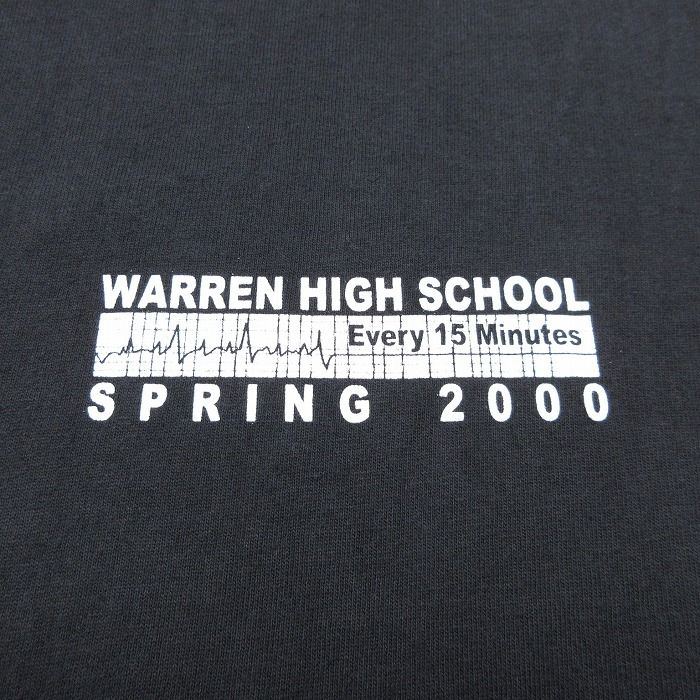 WARREN HIGH SCHOOL
Every 15 Minutes
SPRING 2000